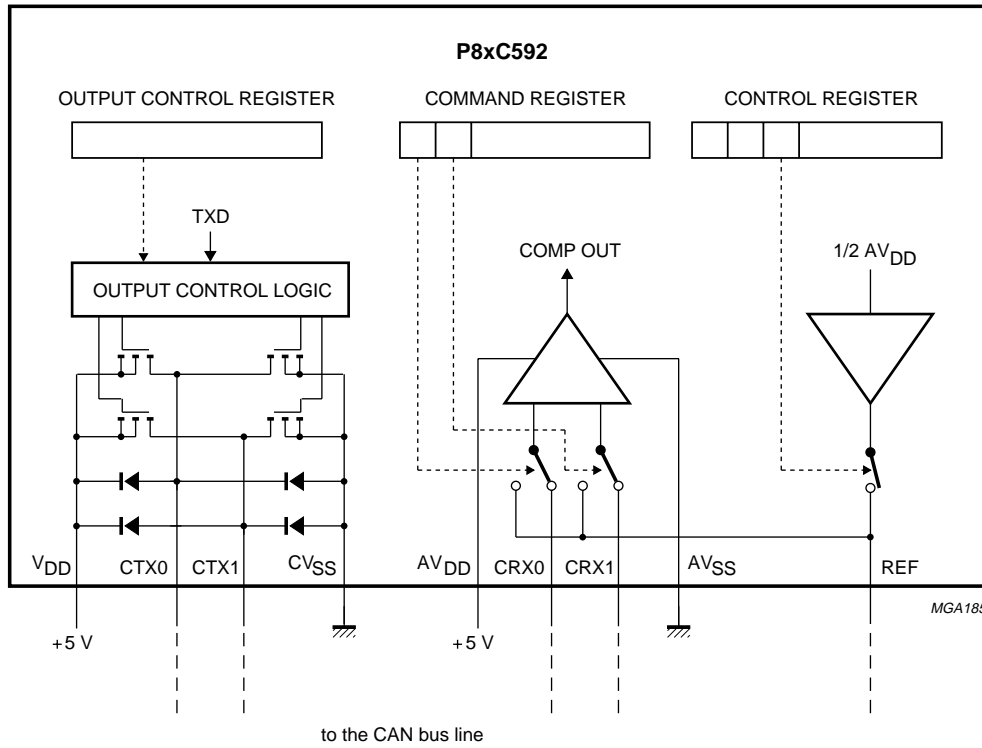 P8xC592
OUTPUT CONTROL REGISTER
COMMAND REGISTER
CONTROL REGISTER
TXD
COMP OUT
1/2 AVDD
OUTPUT CONTROL LOGIC
VDD
CTX0
CTX1
CVSS
AVDD
CRX0
CRX1
AVSS
REF
MGA185
+5 V
+5 V
to the CAN bus line